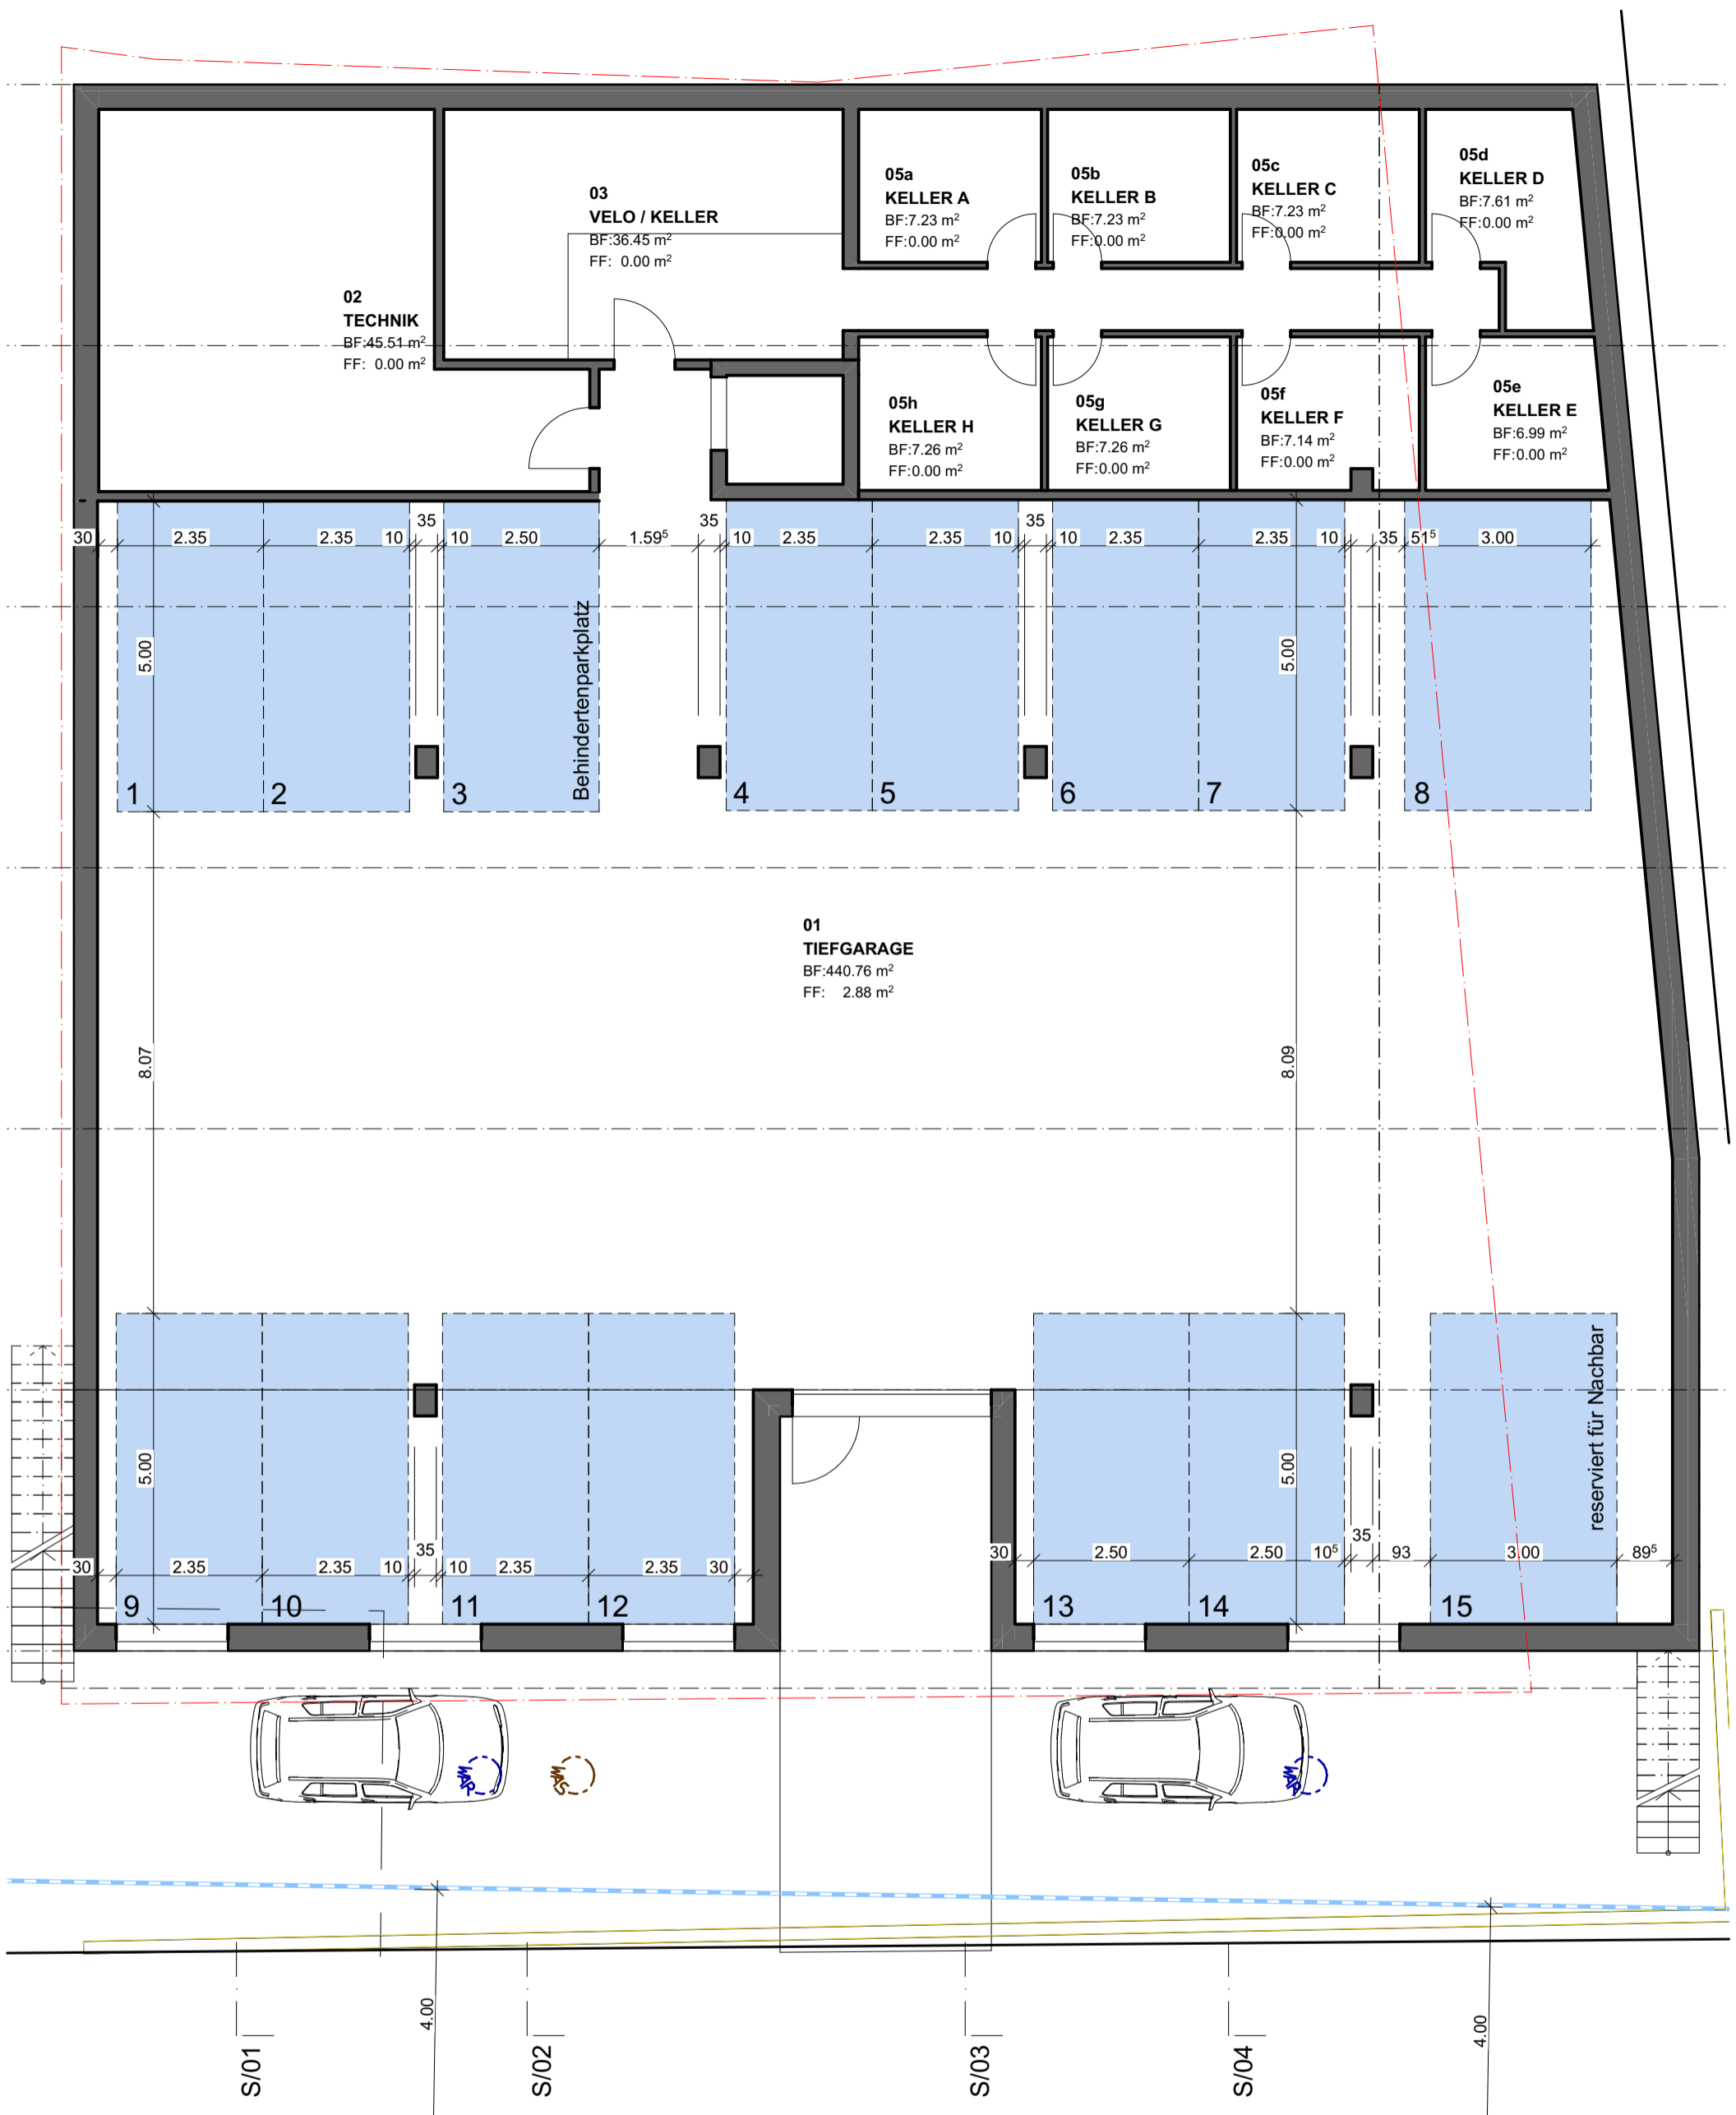 05a
KELLER A
BF:7.23 m²
FF:0.00 m²
05b
KELLER B
BF:7.23 m²
FF:0.00 m²
05c
KELLER C
BF:7.23 m²
FF:0.00 m²
05d
KELLER D
BF:7.61 m²
FF:0.00 m²
03
VELO / KELLER
BF:36.45 m²
FF: 0.00 m²
02
TECHNIK
BF:45.51 m²
FF: 0.00 m²
05h
KELLER H
BF:7.26 m²
FF:0.00 m²
05g
KELLER G
BF:7.26 m²
FF:0.00 m²
05f
KELLER F
BF:7.14 m²
FF:0.00 m²
05e
KELLER E
BF:6.99 m²
FF:0.00 m²
30 2.35 2.35 10 35 10 2.50 1.59⁵ 35 10 2.35 2.35 10 35 10 2.35 2.35 10 35 51⁵ 3.00
5.00
Behindertenparkplatz
5.00
1 2 3 4 5 6 7 8
01
TIEFGARAGE
BF:440.76 m²
FF: 2.88 m²
8.07
8.09
5.00
5.00
reserviert für Nachbar
30 2.35 2.35 10 35 10 2.35 2.35 30
30 2.50 2.50 10⁵ 35 93 3.00 89⁵
9 10 11 12 13 14 15
WAR
WAS
WAR
4.00
4.00
S/01
S/02
S/03
S/04